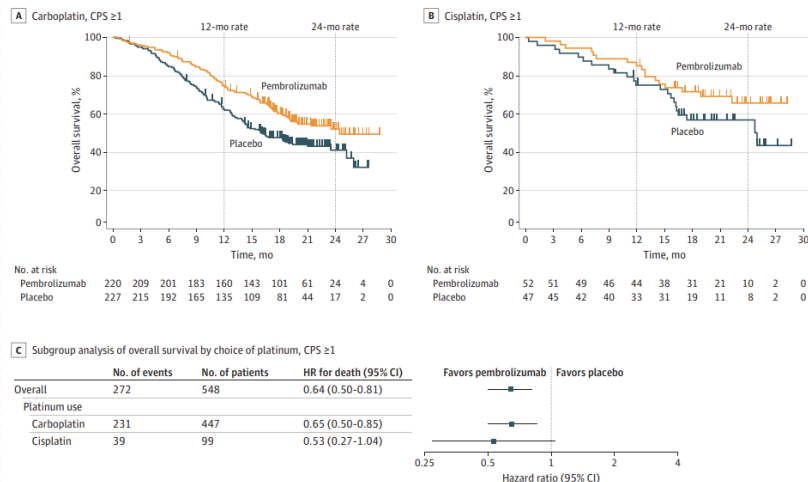 A Carboplatin, CPS ≥1
12-mo rate 24-mo rate
100
80
60
40
20
0
Overall survival, %
Pembrolizumab
Placebo
0 3 6 9 12 15 18 21 24 27 30
Time, mo
No. at risk
Pembrolizumab 220 209 201 183 160 143 101 61 24 4 0
Placebo 227 215 192 165 135 109 81 44 17 2 0
B Cisplatin, CPS ≥1
12-mo rate 24-mo rate
100
80
60
40
20
0
Overall survival, %
Pembrolizumab
Placebo
0 3 6 9 12 15 18 21 24 27 30
Time, mo
No. at risk
Pembrolizumab 52 51 49 46 44 38 31 21 10 2 0
Placebo 47 45 42 40 33 31 19 11 8 2 0
C Subgroup analysis of overall survival by choice of platinum, CPS ≥1
No. of events No. of patients HR for death (95% CI)
Overall 272 548 0.64 (0.50-0.81)
Platinum use
Carboplatin 231 447 0.65 (0.50-0.85)
Cisplatin 39 99 0.53 (0.27-1.04)
Favors pembrolizumab Favors placebo
0.25 0.5 1 2 4
Hazard ratio (95% CI)